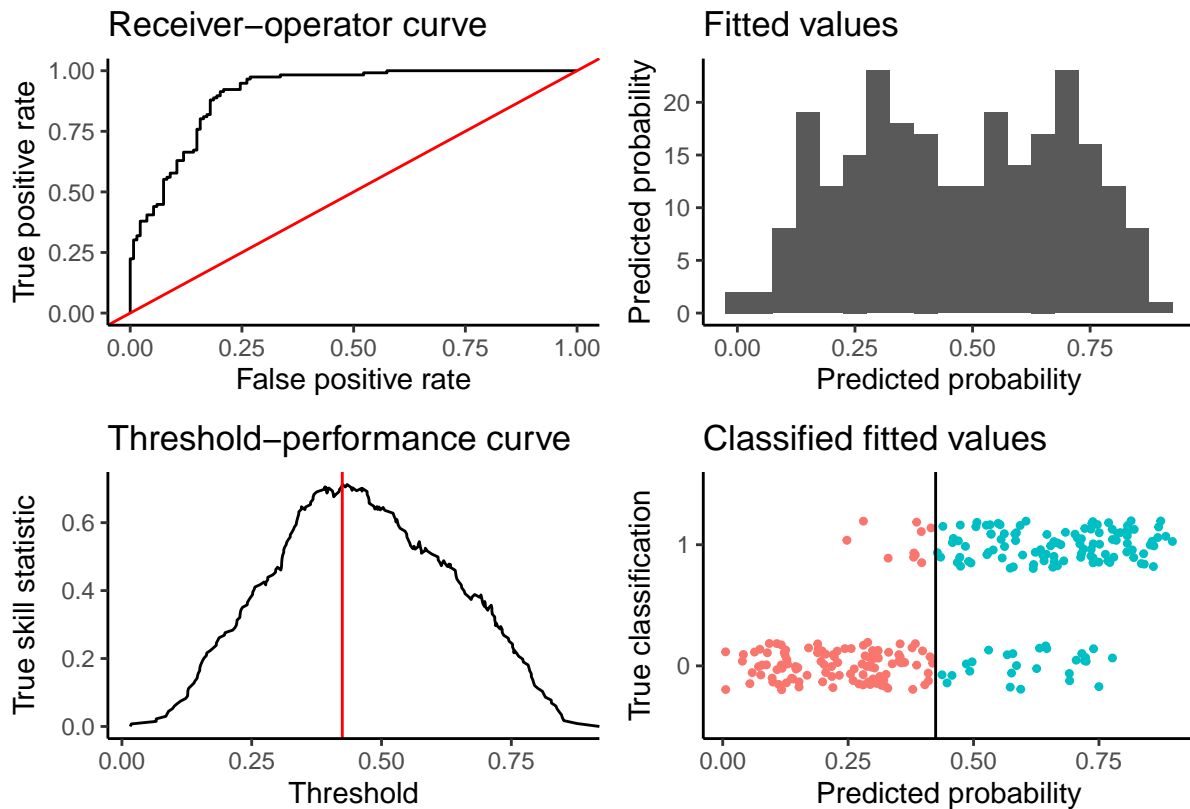 Receiver−operator curve
True positive rate
1.00
0.75
0.50
0.25
0.00
0.00 0.25 0.50 0.75 1.00
False positive rate
Fitted values
Predicted probability
20
15
10
5
0
0.00 0.25 0.50 0.75
Predicted probability
Threshold−performance curve
True skill statistic
0.6
0.4
0.2
0.0
0.00 0.25 0.50 0.75
Threshold
Classified fitted values
True classification
1
0
0.00 0.25 0.50 0.75
Predicted probability